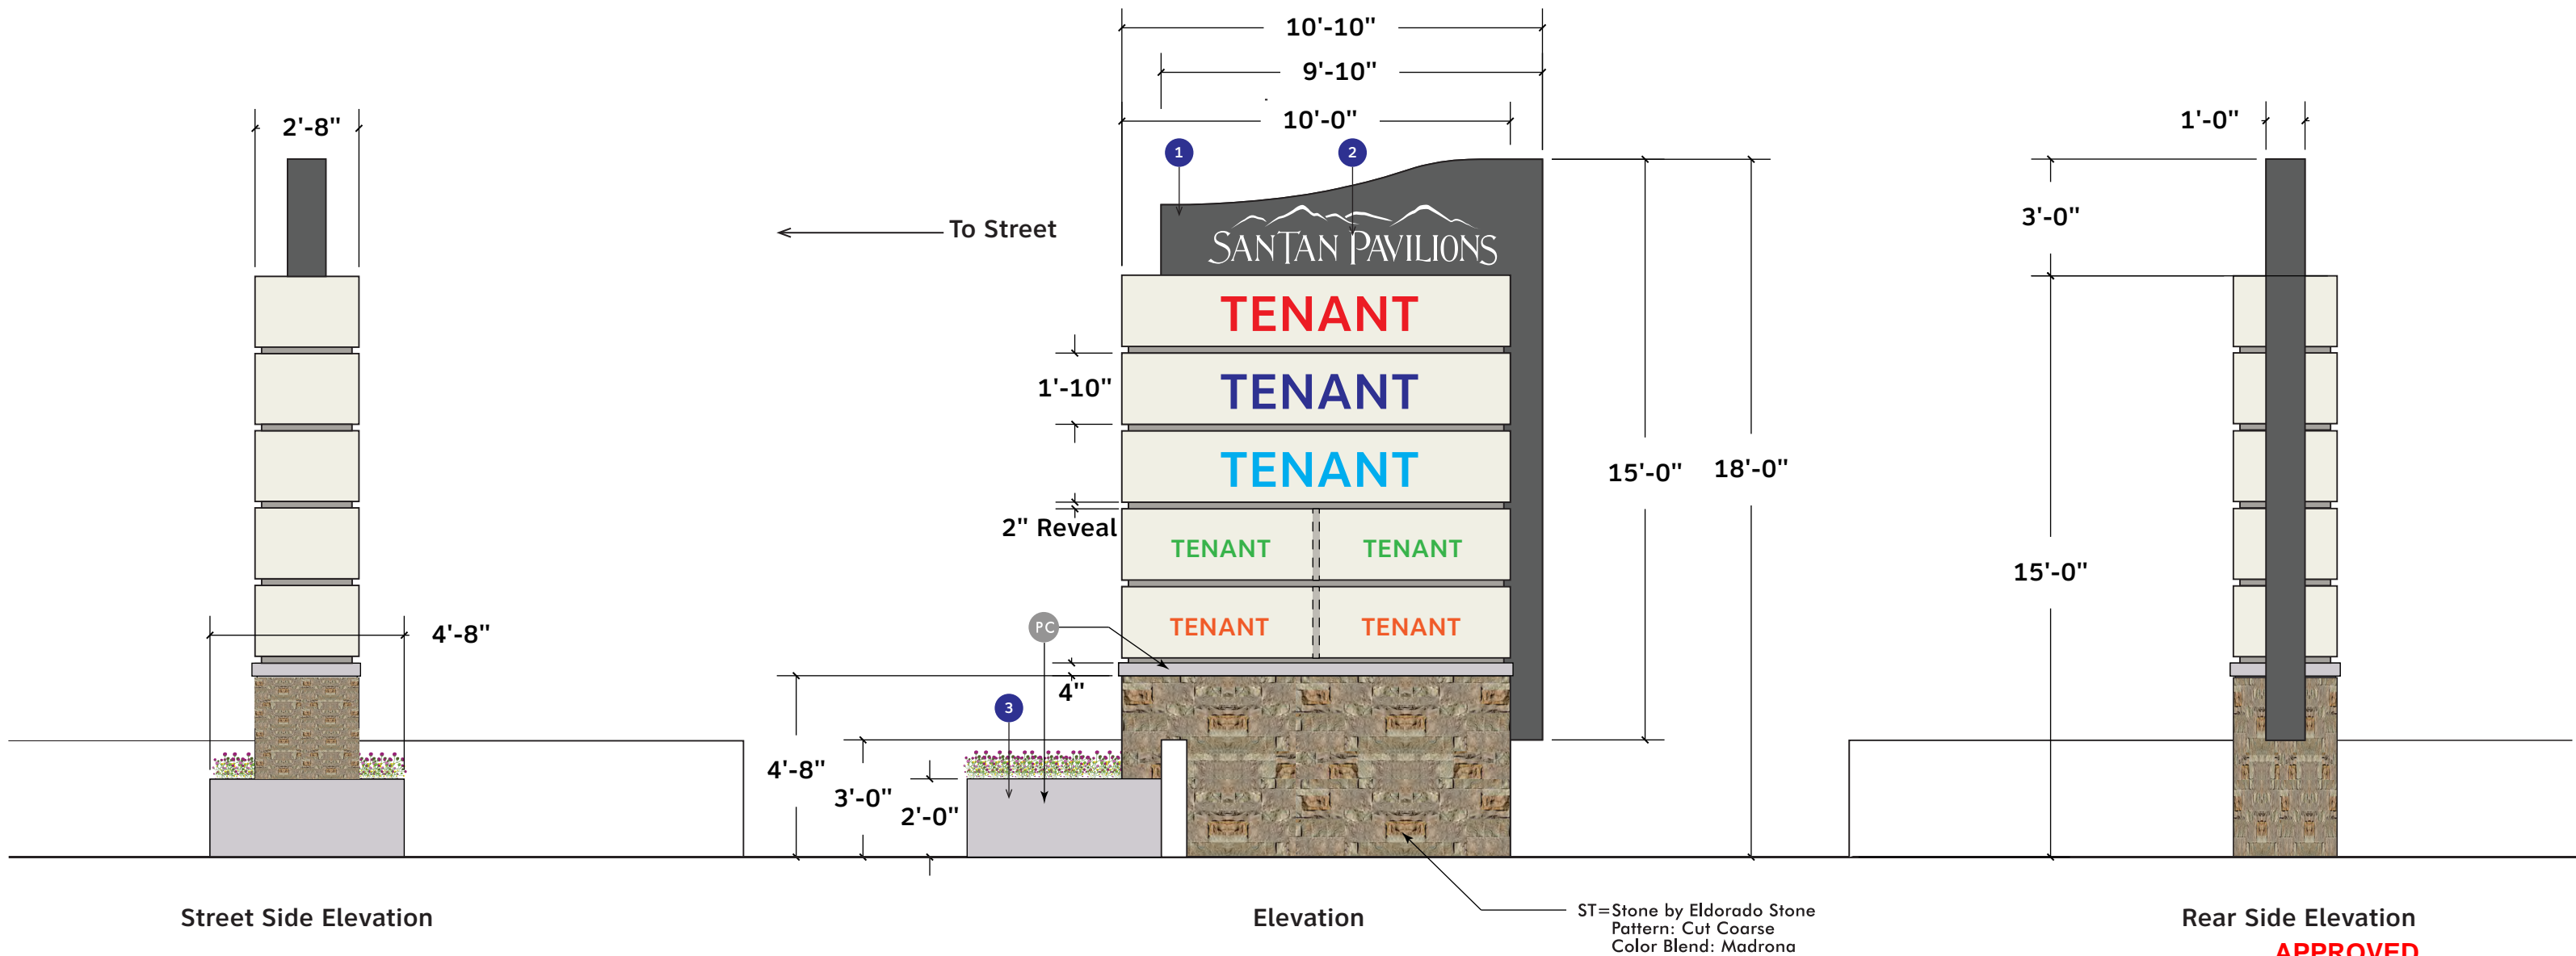 10'-10"
9'-10"
10'-0"
2'-8"
1'-0"
1
2
3'-0"
To Street
SANTAN PAVILIONS
TENANT
1'-10"
TENANT
TENANT
15'-0"
18'-0"
2" Reveal
TENANT
TENANT
15'-0"
4'-8"
PC
TENANT
TENANT
4"
3
4'-8"
3'-0"
2'-0"
Street Side Elevation
Elevation
ST=Stone by Eldorado Stone
Pattern: Cut Coarse
Color Blend: Madrona
Rear Side Elevation
APPROVED